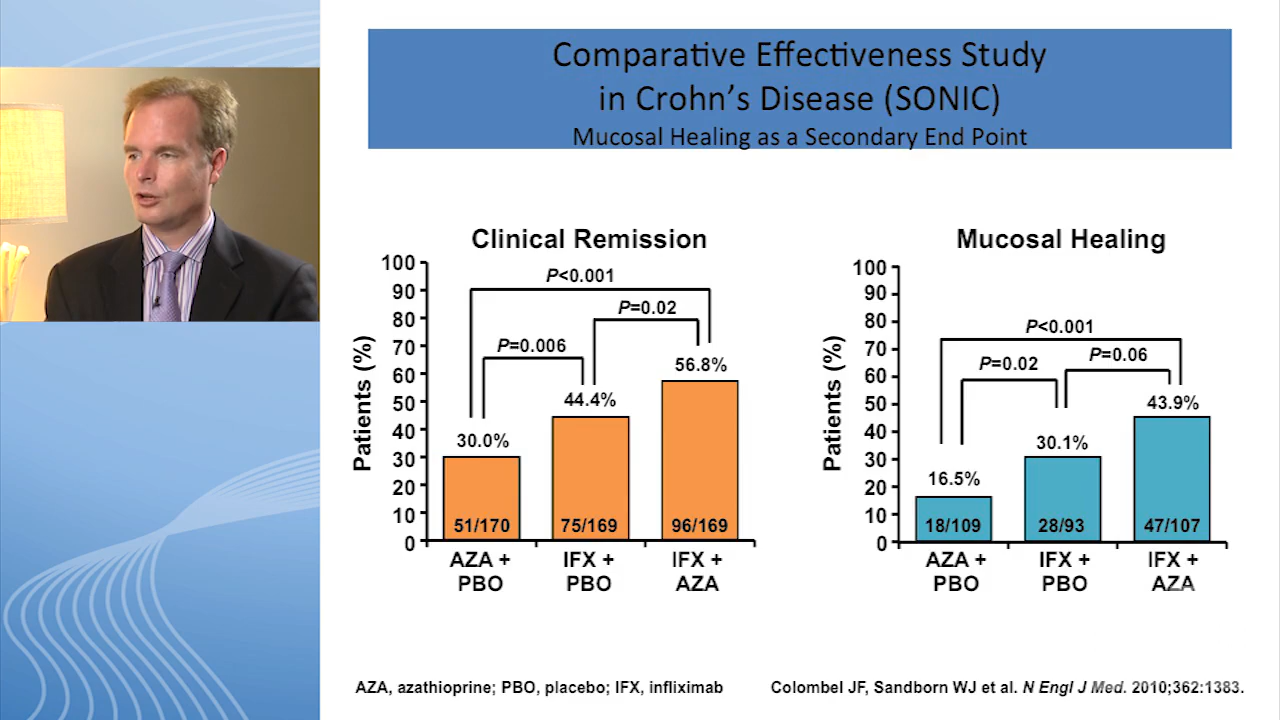 Comparative Effectiveness Study
in Crohn's Disease (SONIC)
Mucosal Healing as a Secondary End Point
Clinical Remission
Patients (%)
100
90
80
70
60
50
40
30
20
10
0
P<0.001
P=0.02
P=0.006
56.8%
44.4%
30.0%
51/170
75/169
96/169
AZA + PBO
IFX + PBO
IFX + AZA
Mucosal Healing
Patients (%)
100
90
80
70
60
50
40
30
20
10
0
P<0.001
P=0.06
P=0.02
43.9%
30.1%
16.5%
18/109
28/93
47/107
AZA + PBO
IFX + PBO
IFX + AZA
AZA, azathioprine; PBO, placebo; IFX, infliximab
Colombel JF, Sandborn WJ et al. N Engl J Med. 2010;362:1383.